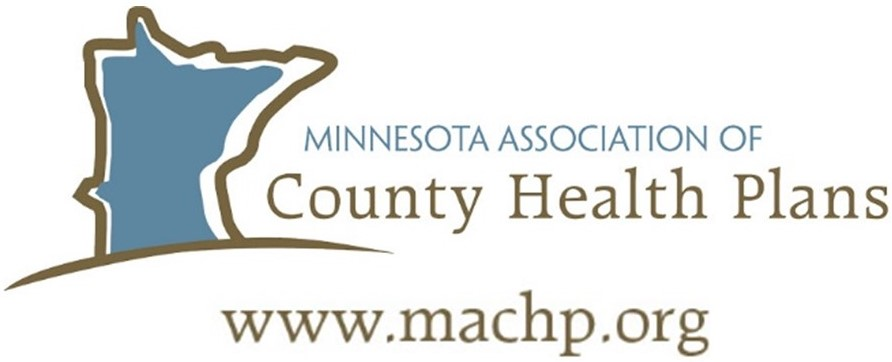 MINNESOTA ASSOCIATION OF
County Health Plans
www.machp.org